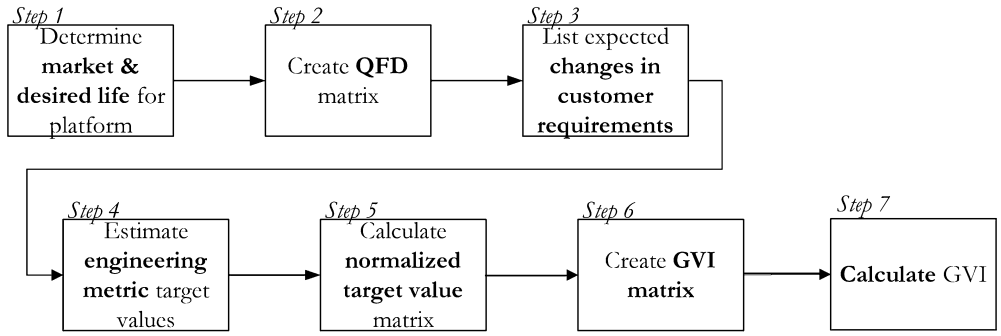 Step 1
Determine
market &
desired life for
platform
Step 2
Create QFD
matrix
Step 3
List expected
changes in
customer
requirements
Step 4
Estimate
engineering
metric target
values
Step 5
Calculate
normalized
target value
matrix
Step 6
Create GVI
matrix
Step 7
Calculate GVI